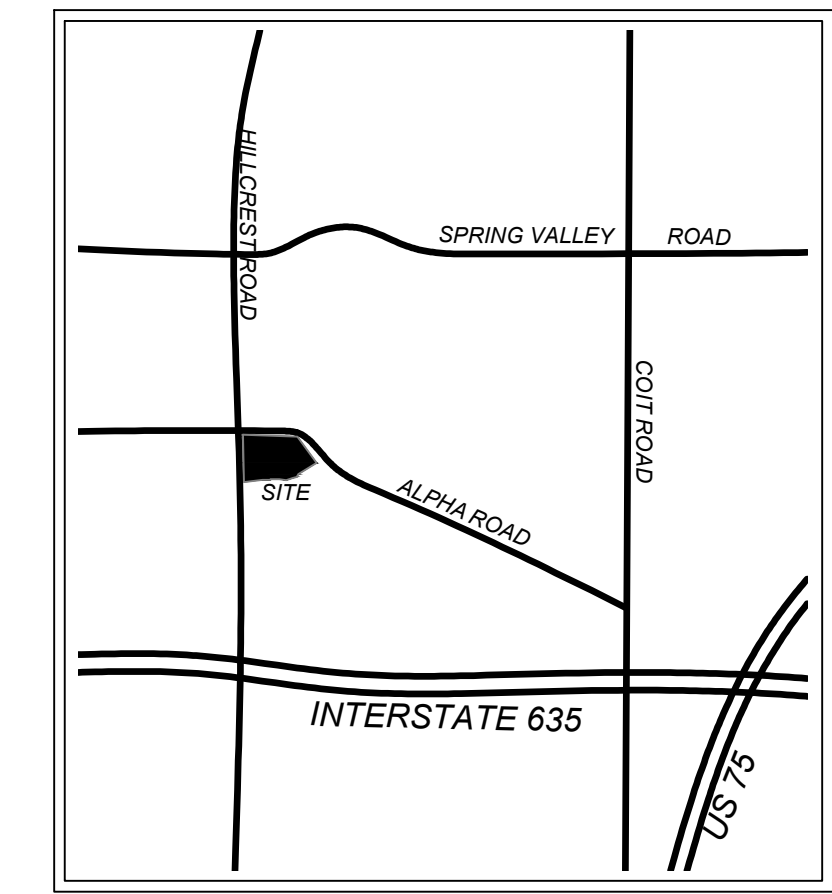 HILLCREST ROAD
SPRING VALLEY ROAD
COIT ROAD
SITE
ALPHA ROAD
INTERSTATE 635
US 75